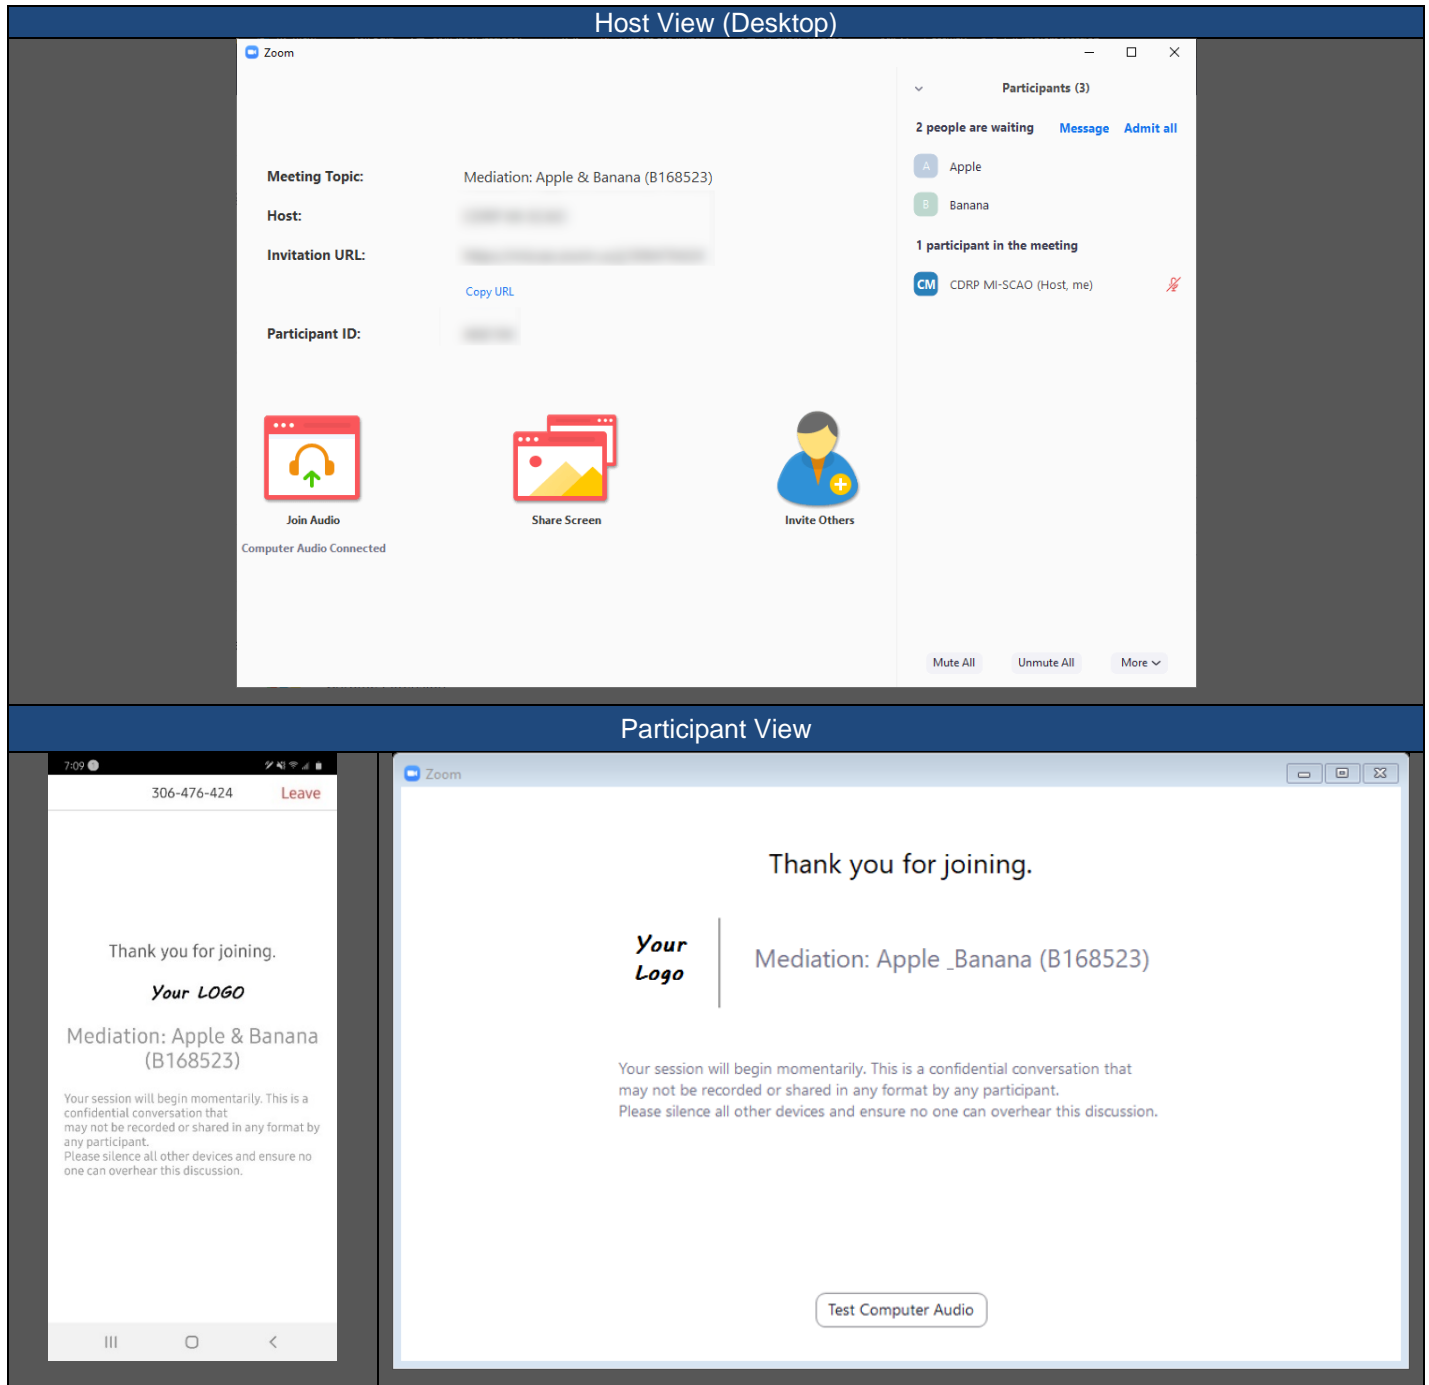 Host View (Desktop)
Zoom
Participants (3)
2 people are waiting Message Admit all
A Apple
B Banana
1 participant in the meeting
CM CDRP MI-SCAO (Host, me)
Meeting Topic: Mediation: Apple & Banana (B168523)
Host:
Invitation URL:
Copy URL
Participant ID:
Join Audio
Share Screen
Invite Others
Computer Audio Connected
Mute All
Unmute All
More
Participant View
7:09
306-476-424 Leave
Thank you for joining.
Your LOGO
Mediation: Apple & Banana
(B168523)
Your session will begin momentarily. This is a
confidential conversation that
may not be recorded or shared in any format by
any participant.
Please silence all other devices and ensure no
one can overhear this discussion.
Zoom
Thank you for joining.
Your
Logo
Mediation: Apple _Banana (B168523)
Your session will begin momentarily. This is a confidential conversation that
may not be recorded or shared in any format by any participant.
Please silence all other devices and ensure no one can overhear this discussion.
Test Computer Audio